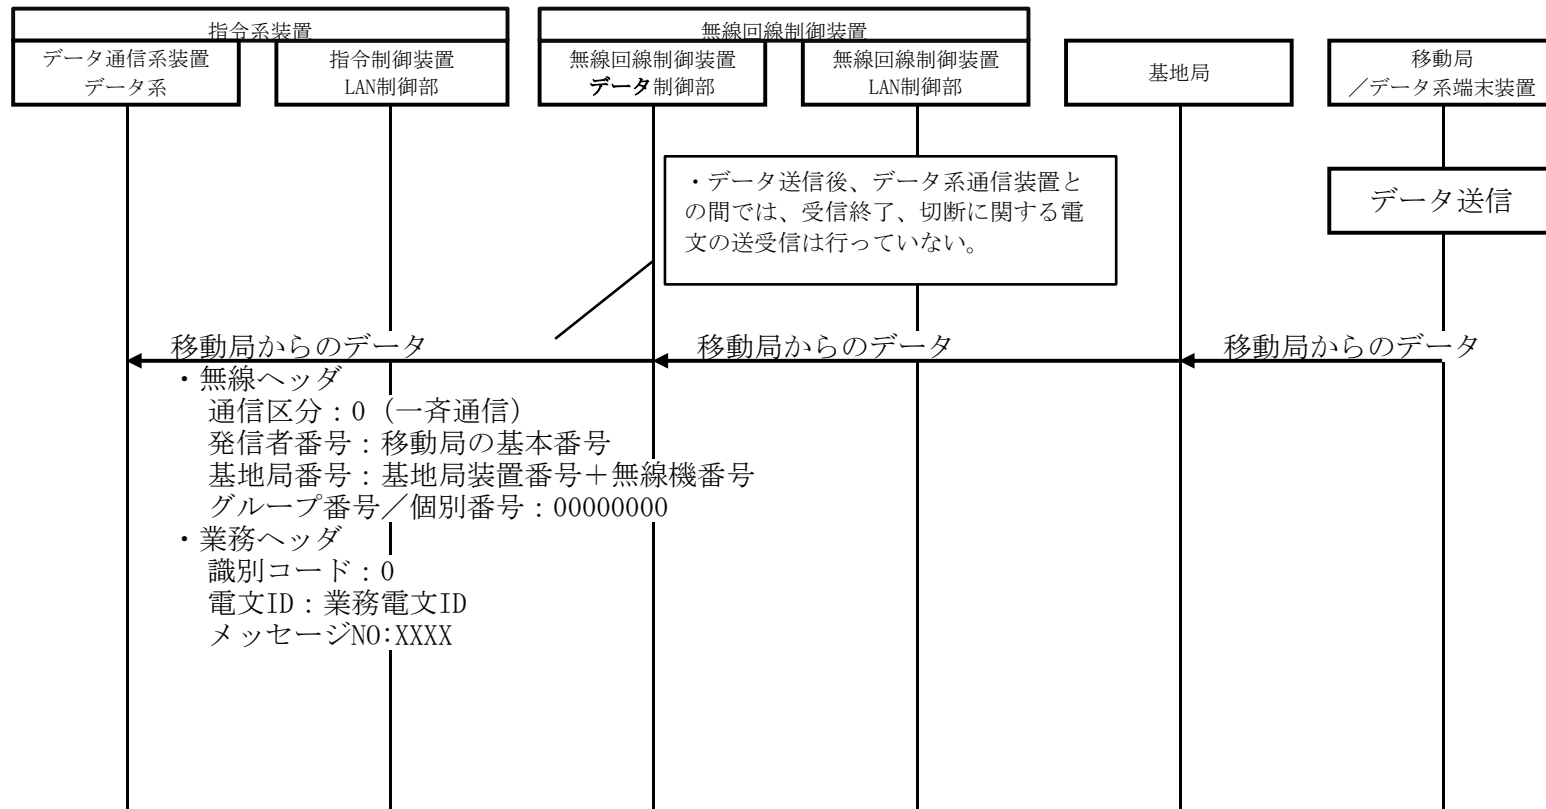 指令系装置
無線回線制御装置
データ通信系装置
データ系
指令制御装置
LAN制御部
無線回線制御装置
データ制御部
無線回線制御装置
LAN制御部
基地局
移動局
／データ系端末装置
・データ送信後、データ系通信装置と
の間では、受信終了、切断に関する電
文の送受信は行っていない。
データ送信
移動局からのデータ
移動局からのデータ
移動局からのデータ
・無線ヘッダ
通信区分：0（一斉通信）
発信者番号：移動局の基本番号
基地局番号：基地局装置番号＋無線機番号
グループ番号／個別番号：00000000
・業務ヘッダ
識別コード：0
電文ID：業務電文ID
メッセージNO:XXXX